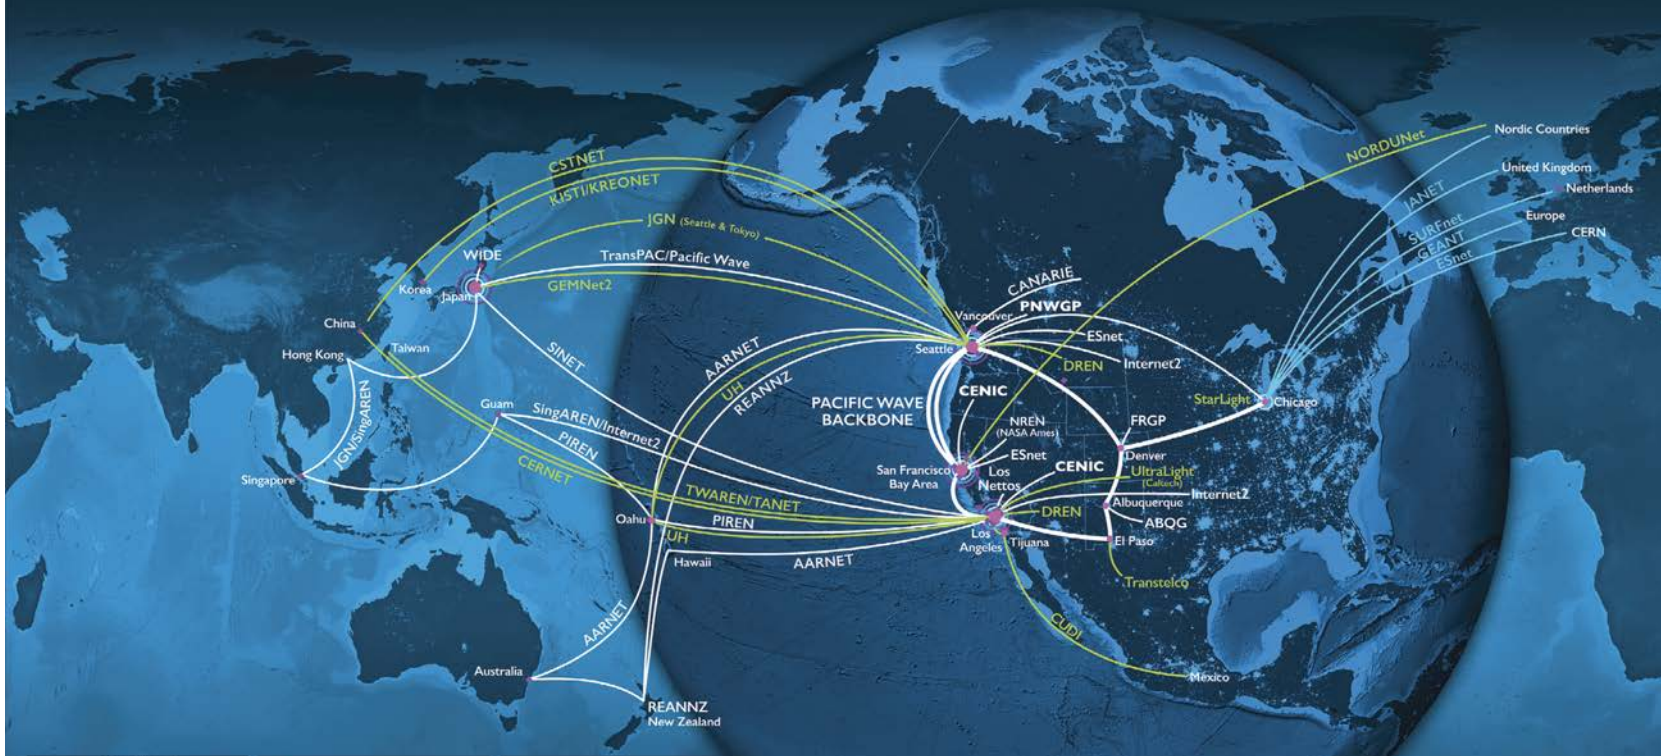 CSTNET
KISTI/KREONET
JGN (Seattle & Tokyo)
WIDE
TransPAC/Pacific Wave
GEMNet2
Korea
Japan
China
Hong Kong
Taiwan
SINET
JGN/SingAREN
Guam
SingAREN/Internet2
PIREN
CERNET
Singapore
TWAREN/TANET
Oahu
PIREN
UH
Hawaii
AARNET
AARNET
Australia
REANNZ
New Zealand
AARNET
UH
REANNZ
NORDUNet
Nordic Countries
United Kingdom
Netherlands
Europe
CERN
JANET
SURFnet
GEANT
ESnet
CANARIE
PNWGP
Vancouver
Seattle
ESnet
Internet2
DREN
CENIC
PACIFIC WAVE
BACKBONE
StarLight
Chicago
NREN
(NASA Ames)
FRGP
Denver
ESnet
San Francisco
Bay Area
Los
Nettos
CENIC
UltraLight
(Caltech)
Internet2
Albuquerque
DREN
ABQG
Los
Angeles
Tijuana
El Paso
Transtelco
CUDI
México